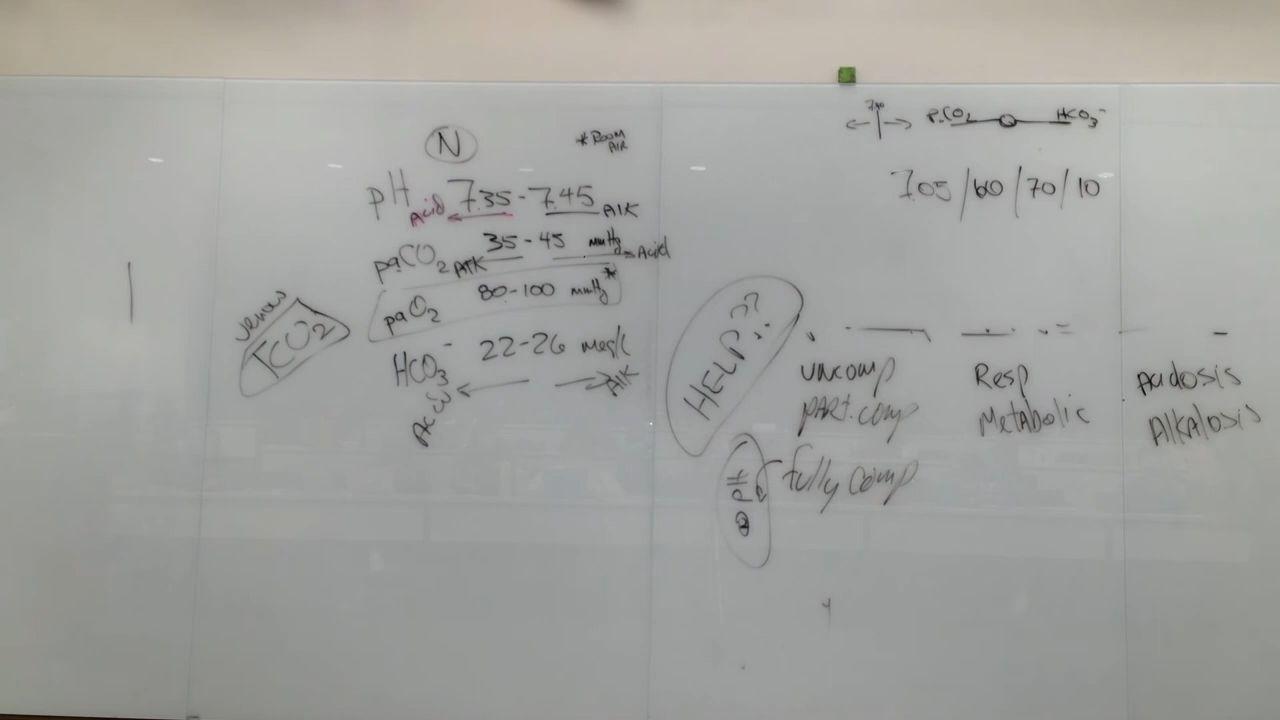 N
* ROOM AIR
pH 7.35 - 7.45
Acid AlK
paCO2 35 - 45 mmHg = Acid
AlK
paO2 80 - 100 mmHg*
HCO3- 22-26 meq/L
Acid AlK
venous
TCO2
7.40
PaCO2 HCO3-
7.05/60/70/10
HELP??
uncomp Resp Acidosis
PART. comp Metabolic AlKAlosis
fully comp
pH